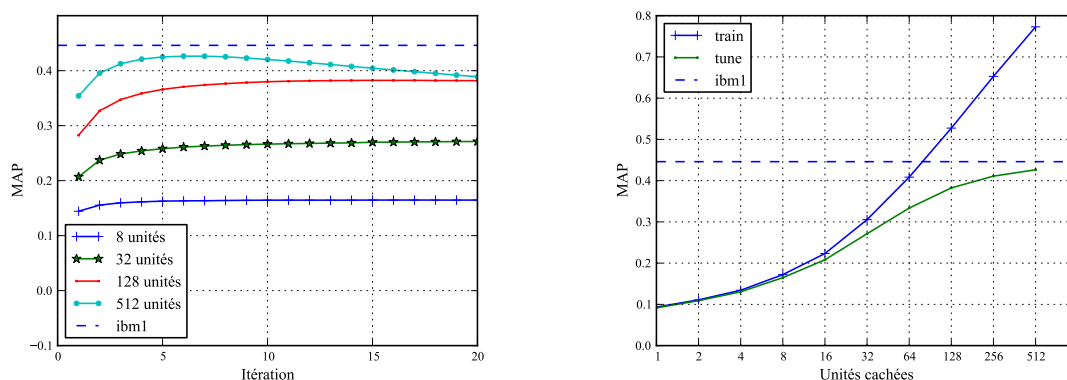 0.4
0.3
0.2
0.1
0.0
−0.1
MAP
0
5
10
15
20
Itération
8 unités
32 unités
128 unités
512 unités
ibm1
0.8
0.7
0.6
0.5
0.4
0.3
0.2
0.1
0.0
MAP
1
2
4
8
16
32
64
128
256
512
Unités cachées
train
tune
ibm1